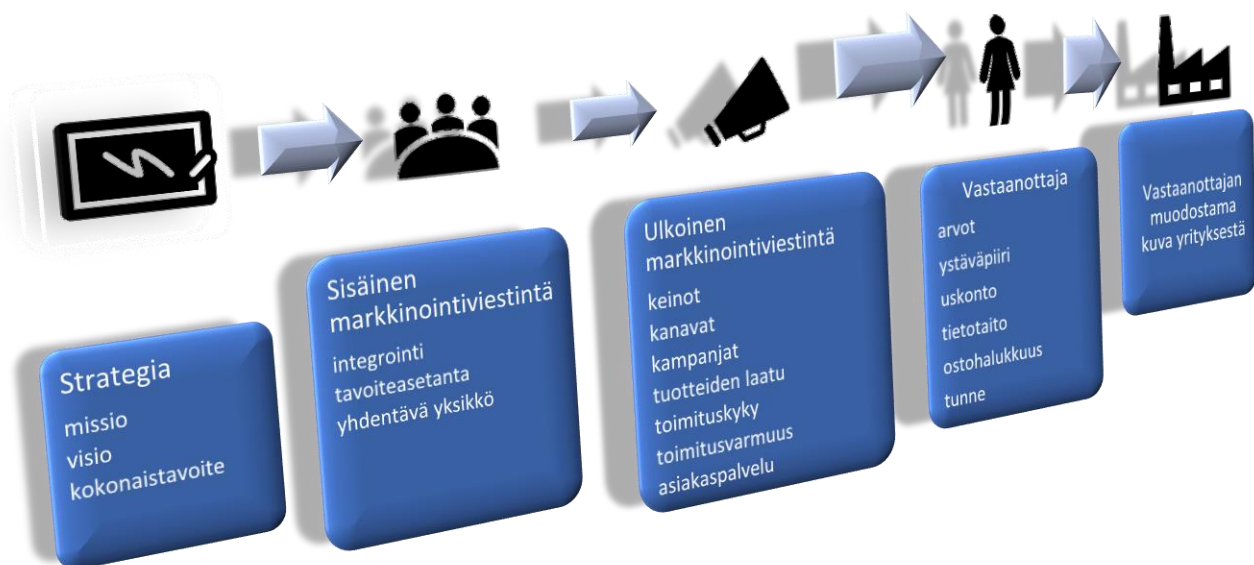 Strategia
missio
visio
kokonaistavoite
Sisäinen
markkinointiviestintä
integrointi
tavoiteasetanta
yhdentävä yksikkö
Ulkoinen
markkinointiviestintä
keinot
kanavat
kampanjat
tuotteiden laatu
toimituskyky
toimitusvarmuus
asiakaspalvelu
Vastaanottaja
arvot
ystäväpiiri
uskonto
tietotaito
ostohalukkuus
tunne
Vastaanottajan
muodostama
kuva yrityksestä